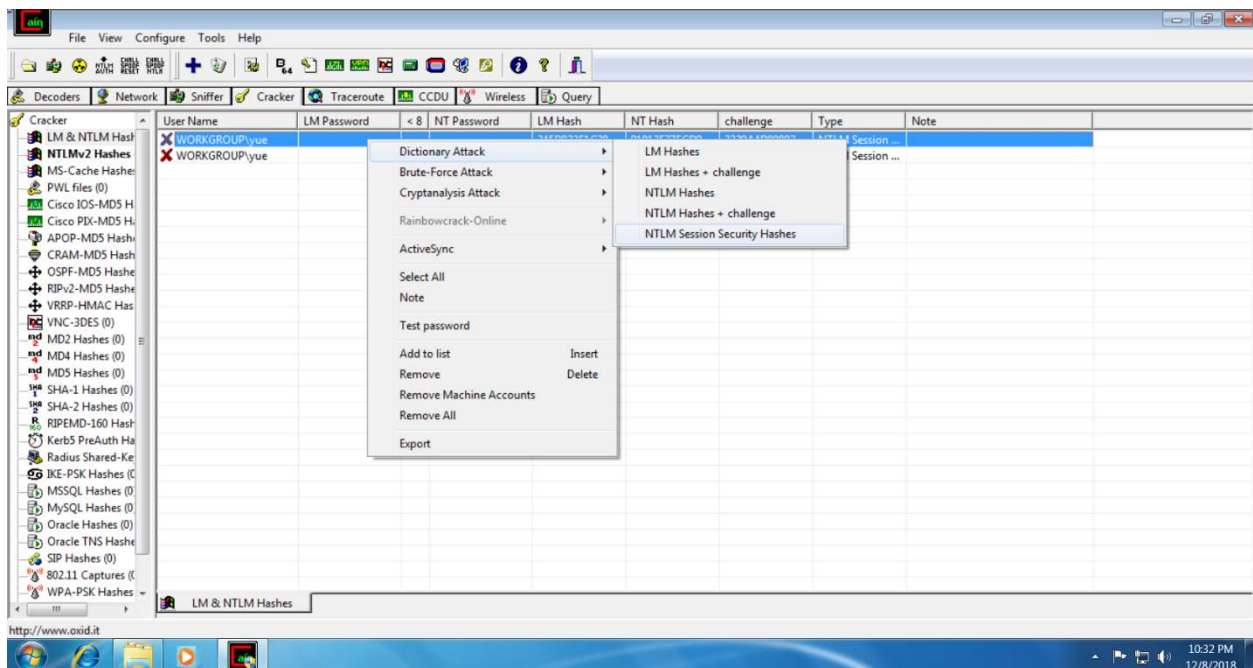 File View Configure Tools Help
Decoders Network Sniffer Cracker Traceroute CCDU Wireless Query
Cracker
LM & NTLM Hash
NTLMv2 Hashes
MS-Cache Hashe
PWL files (0)
Cisco IOS-MD5 H
Cisco PIX-MD5 H
APOP-MD5 Hash
CRAM-MD5 Hash
OSPF-MD5 Hashe
RIPv2-MD5 Hashe
VRRP-HMAC Has
VNC-3DES (0)
MD2 Hashes (0)
MD4 Hashes (0)
MD5 Hashes (0)
SHA-1 Hashes (0)
SHA-2 Hashes (0)
RIPEMD-160 Hash
Kerb5 PreAuth Ha
Radius Shared-Ke
IKE-PSK Hashes (
MSSQL Hashes (0
MySQL Hashes (0
Oracle Hashes (0)
Oracle TNS Hashe
SIP Hashes (0)
802.11 Captures (
WPA-PSK Hashes
User Name LM Password < 8 NT Password LM Hash NT Hash challenge Type Note
WORKGROUP\yue Session ...
WORKGROUP\yue Session ...
Dictionary Attack
Brute-Force Attack
Cryptanalysis Attack
Rainbowcrack-Online
ActiveSync
Select All
Note
Test password
Add to list Insert
Remove Delete
Remove Machine Accounts
Remove All
Export
LM Hashes
LM Hashes + challenge
NTLM Hashes
NTLM Hashes + challenge
NTLM Session Security Hashes
LM & NTLM Hashes
http://www.oxid.it
10:32 PM
12/8/2018